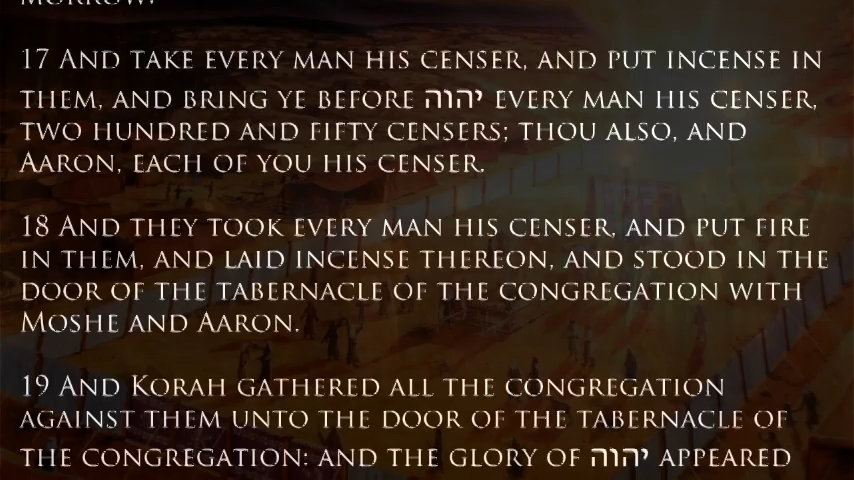 MORROW:
17 AND TAKE EVERY MAN HIS CENSER, AND PUT INCENSE IN
THEM, AND BRING YE BEFORE יהוה EVERY MAN HIS CENSER,
TWO HUNDRED AND FIFTY CENSERS; THOU ALSO, AND
AARON, EACH OF YOU HIS CENSER.
18 AND THEY TOOK EVERY MAN HIS CENSER, AND PUT FIRE
IN THEM, AND LAID INCENSE THEREON, AND STOOD IN THE
DOOR OF THE TABERNACLE OF THE CONGREGATION WITH
MOSHE AND AARON.
19 AND KORAH GATHERED ALL THE CONGREGATION
AGAINST THEM UNTO THE DOOR OF THE TABERNACLE OF
THE CONGREGATION: AND THE GLORY OF יהוה APPEARED